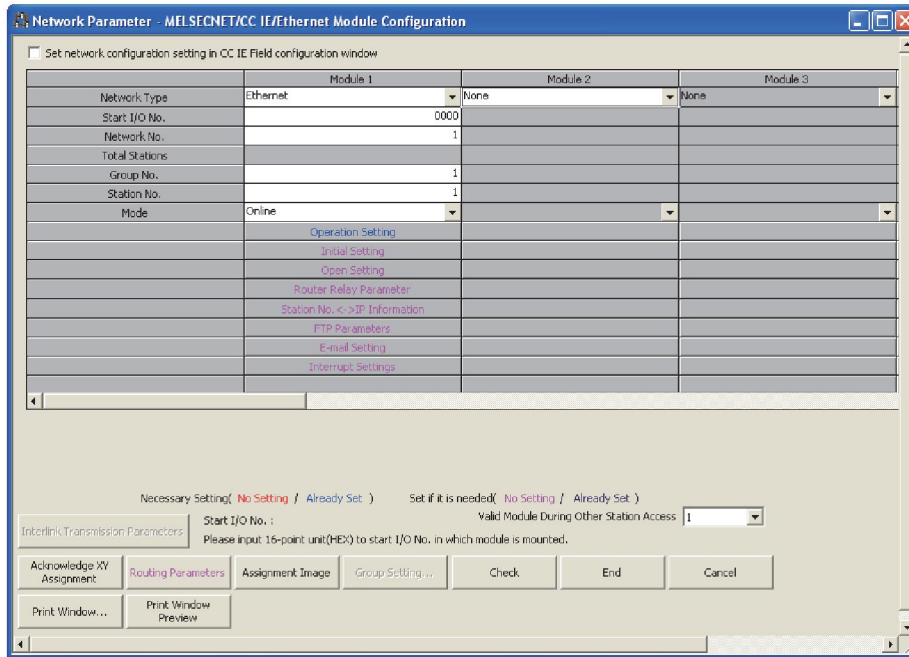 Network Parameter - MELSECNET/CC IE/Ethernet Module Configuration
Set network configuration setting in CC IE Field configuration window
Module 1 Module 2 Module 3
Network Type Ethernet None None
Start I/O No. 0000
Network No. 1
Total Stations
Group No. 1
Station No. 1
Mode Online
Operation Setting
Initial Setting
Open Setting
Router Relay Parameter
Station No. <->IP Information
FTP Parameters
E-mail Setting
Interrupt Settings
Necessary Setting( No Setting / Already Set ) Set if it is needed( No Setting / Already Set )
Interlink Transmission Parameters
Start I/O No. :
Valid Module During Other Station Access 1
Please input 16-point unit(HEX) to start I/O No. in which module is mounted.
Acknowledge XY
Assignment
Routing Parameters Assignment Image Group Setting... Check End Cancel
Print Window...
Print Window
Preview